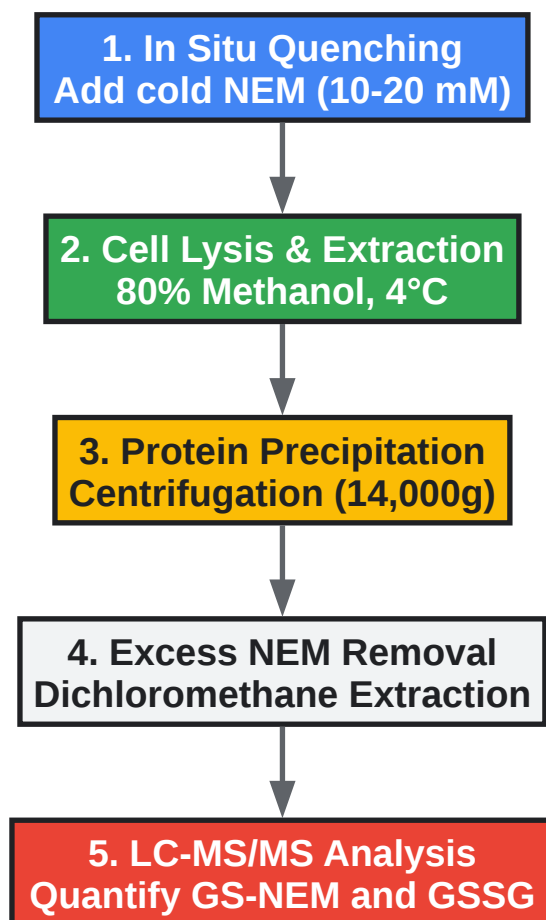 1. In Situ Quenching
Add cold NEM (10-20 mM)
2. Cell Lysis & Extraction
80% Methanol, 4°C
3. Protein Precipitation
Centrifugation (14,000g)
4. Excess NEM Removal
Dichloromethane Extraction
5. LC-MS/MS Analysis
Quantify GS-NEM and GSSG